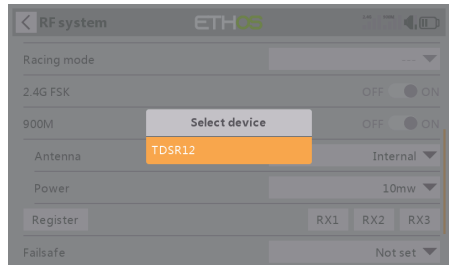 RF system
ETHOS
Racing mode
---
2.4G FSK
OFF ON
900M
OFF ON
Select device
TDSR12
Antenna
Internal
Power
10mw
Register
RX1 RX2 RX3
Failsafe
Not set